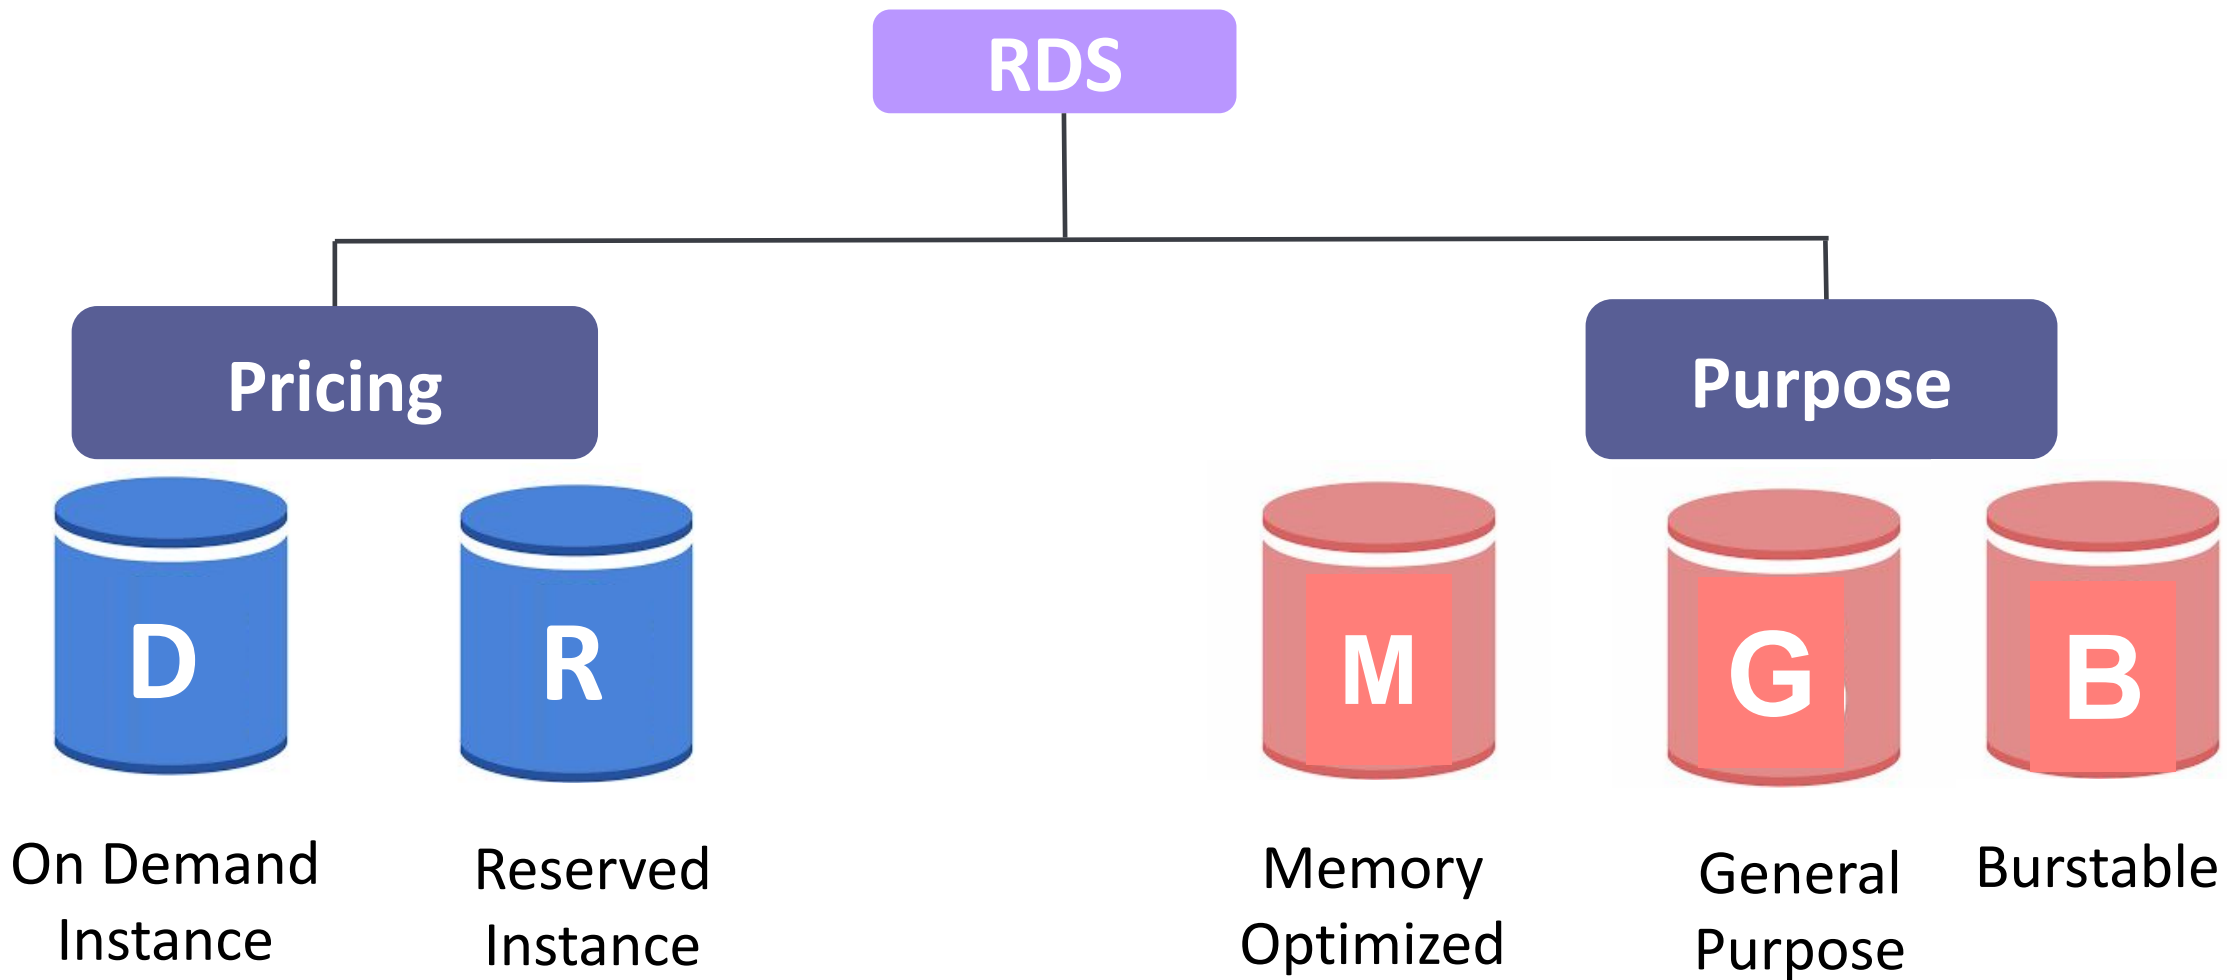 RDS
Pricing
Purpose
D
R
M
G
B
On Demand
Instance
Reserved
Instance
Memory
Optimized
General
Purpose
Burstable